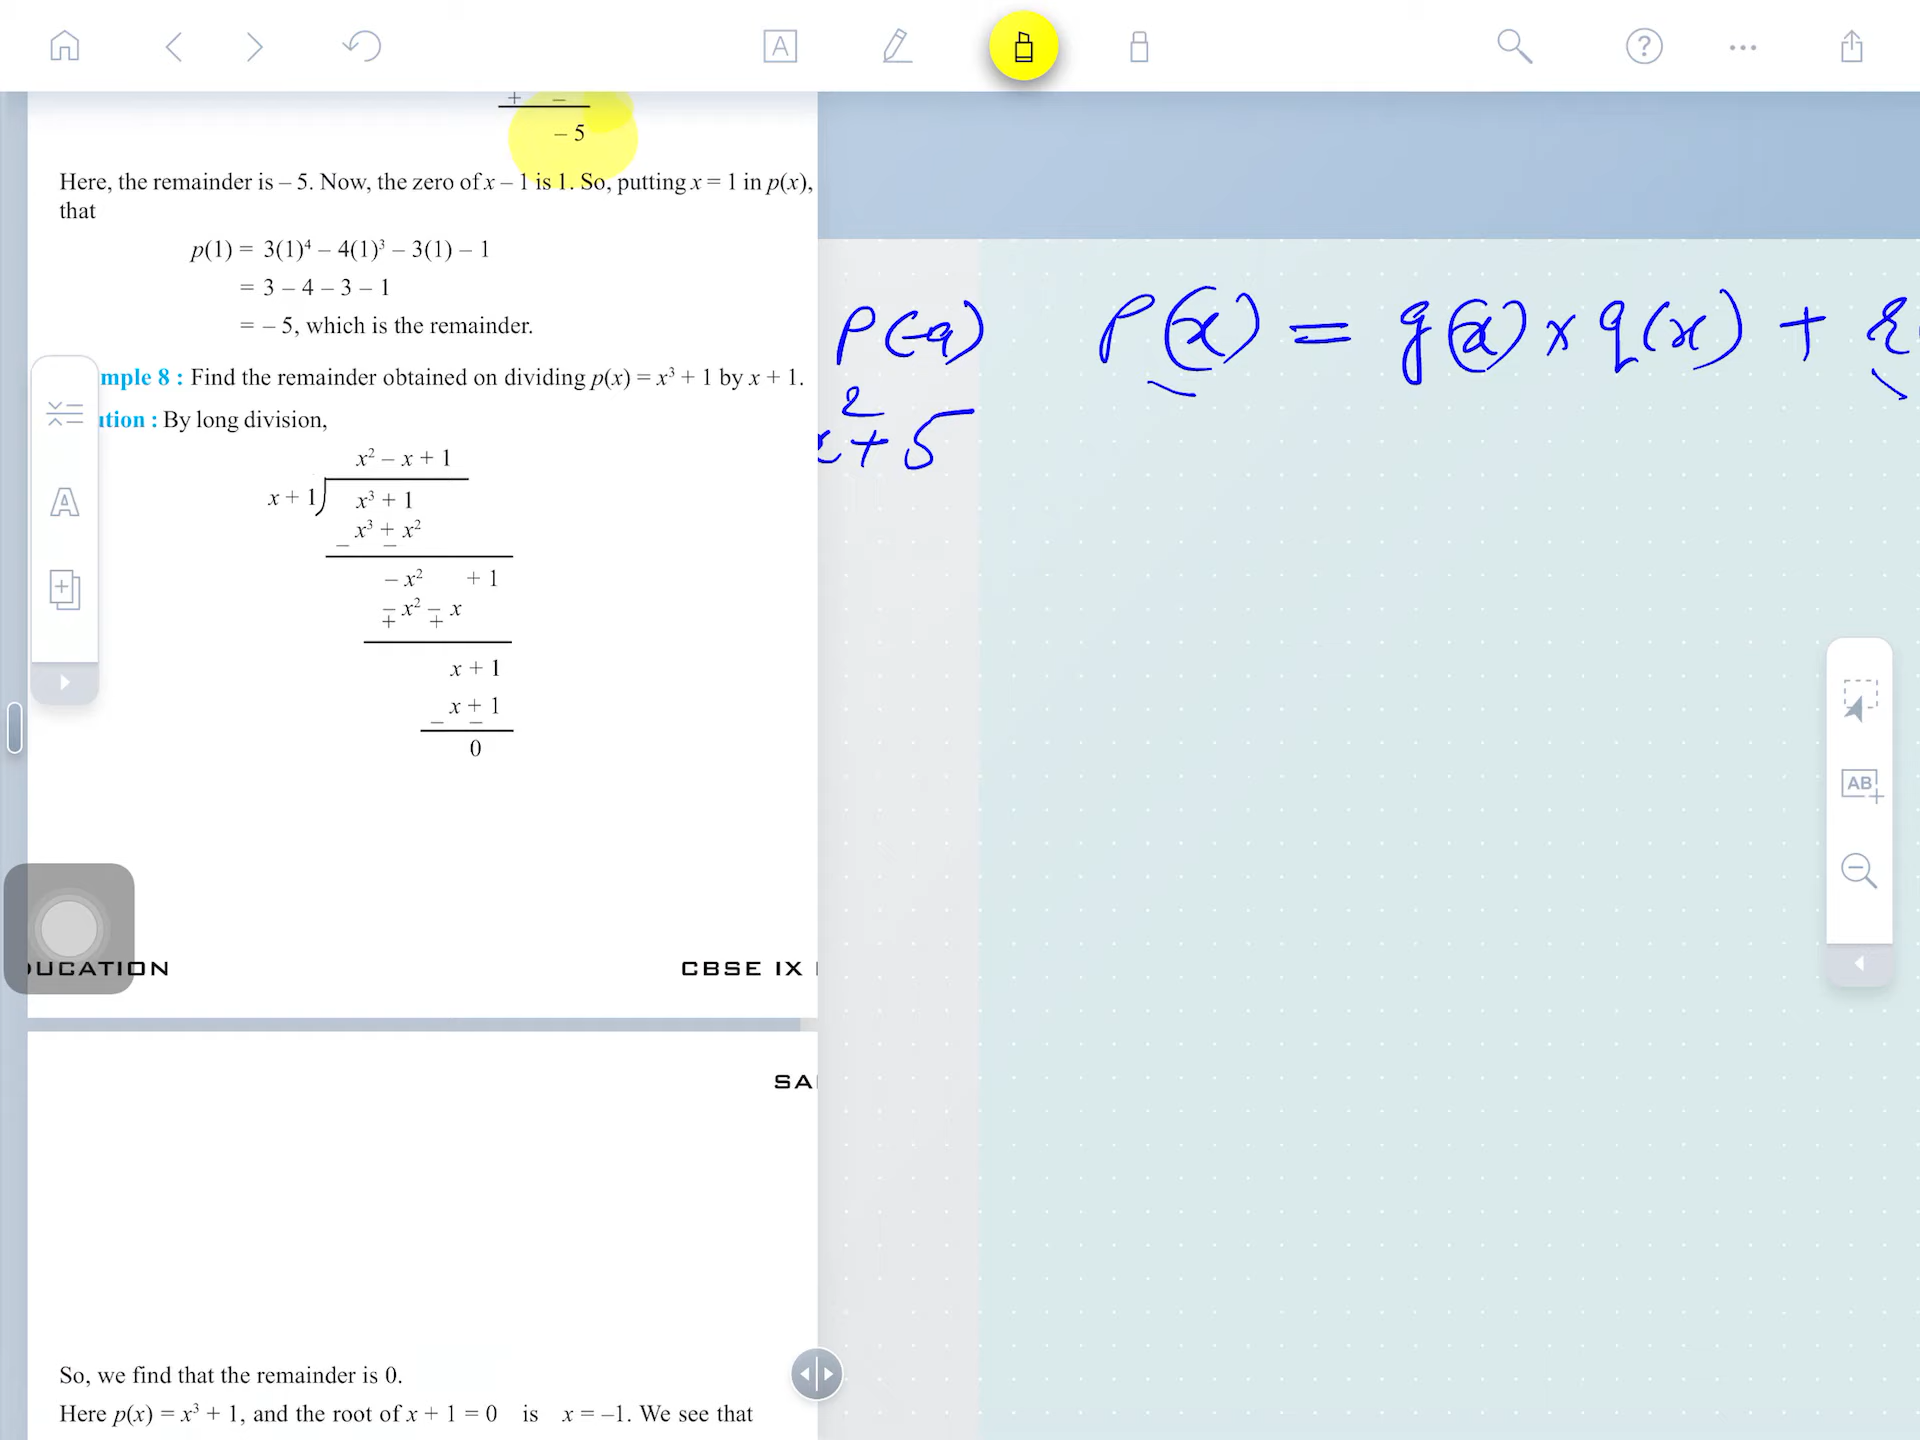 A
+ –
– 5
Here, the remainder is – 5. Now, the zero of x – 1 is 1. So, putting x = 1 in p(x),
that
p(1) = 3(1)⁴ – 4(1)³ – 3(1) – 1
= 3 – 4 – 3 – 1
= – 5, which is the remainder.
mple 8 : Find the remainder obtained on dividing p(x) = x³ + 1 by x + 1.
ution : By long division,
x² – x + 1
x + 1 x³ + 1
x³ + x²
– –
– x² + 1
– x² – x
+ +
x + 1
x + 1
– –
0
DUCATION
CBSE IX
SA
So, we find that the remainder is 0.
Here p(x) = x³ + 1, and the root of x + 1 = 0 is x = –1. We see that
P(-a) P(x) = g(x) × q(x) +
2
x + 5
A
AB